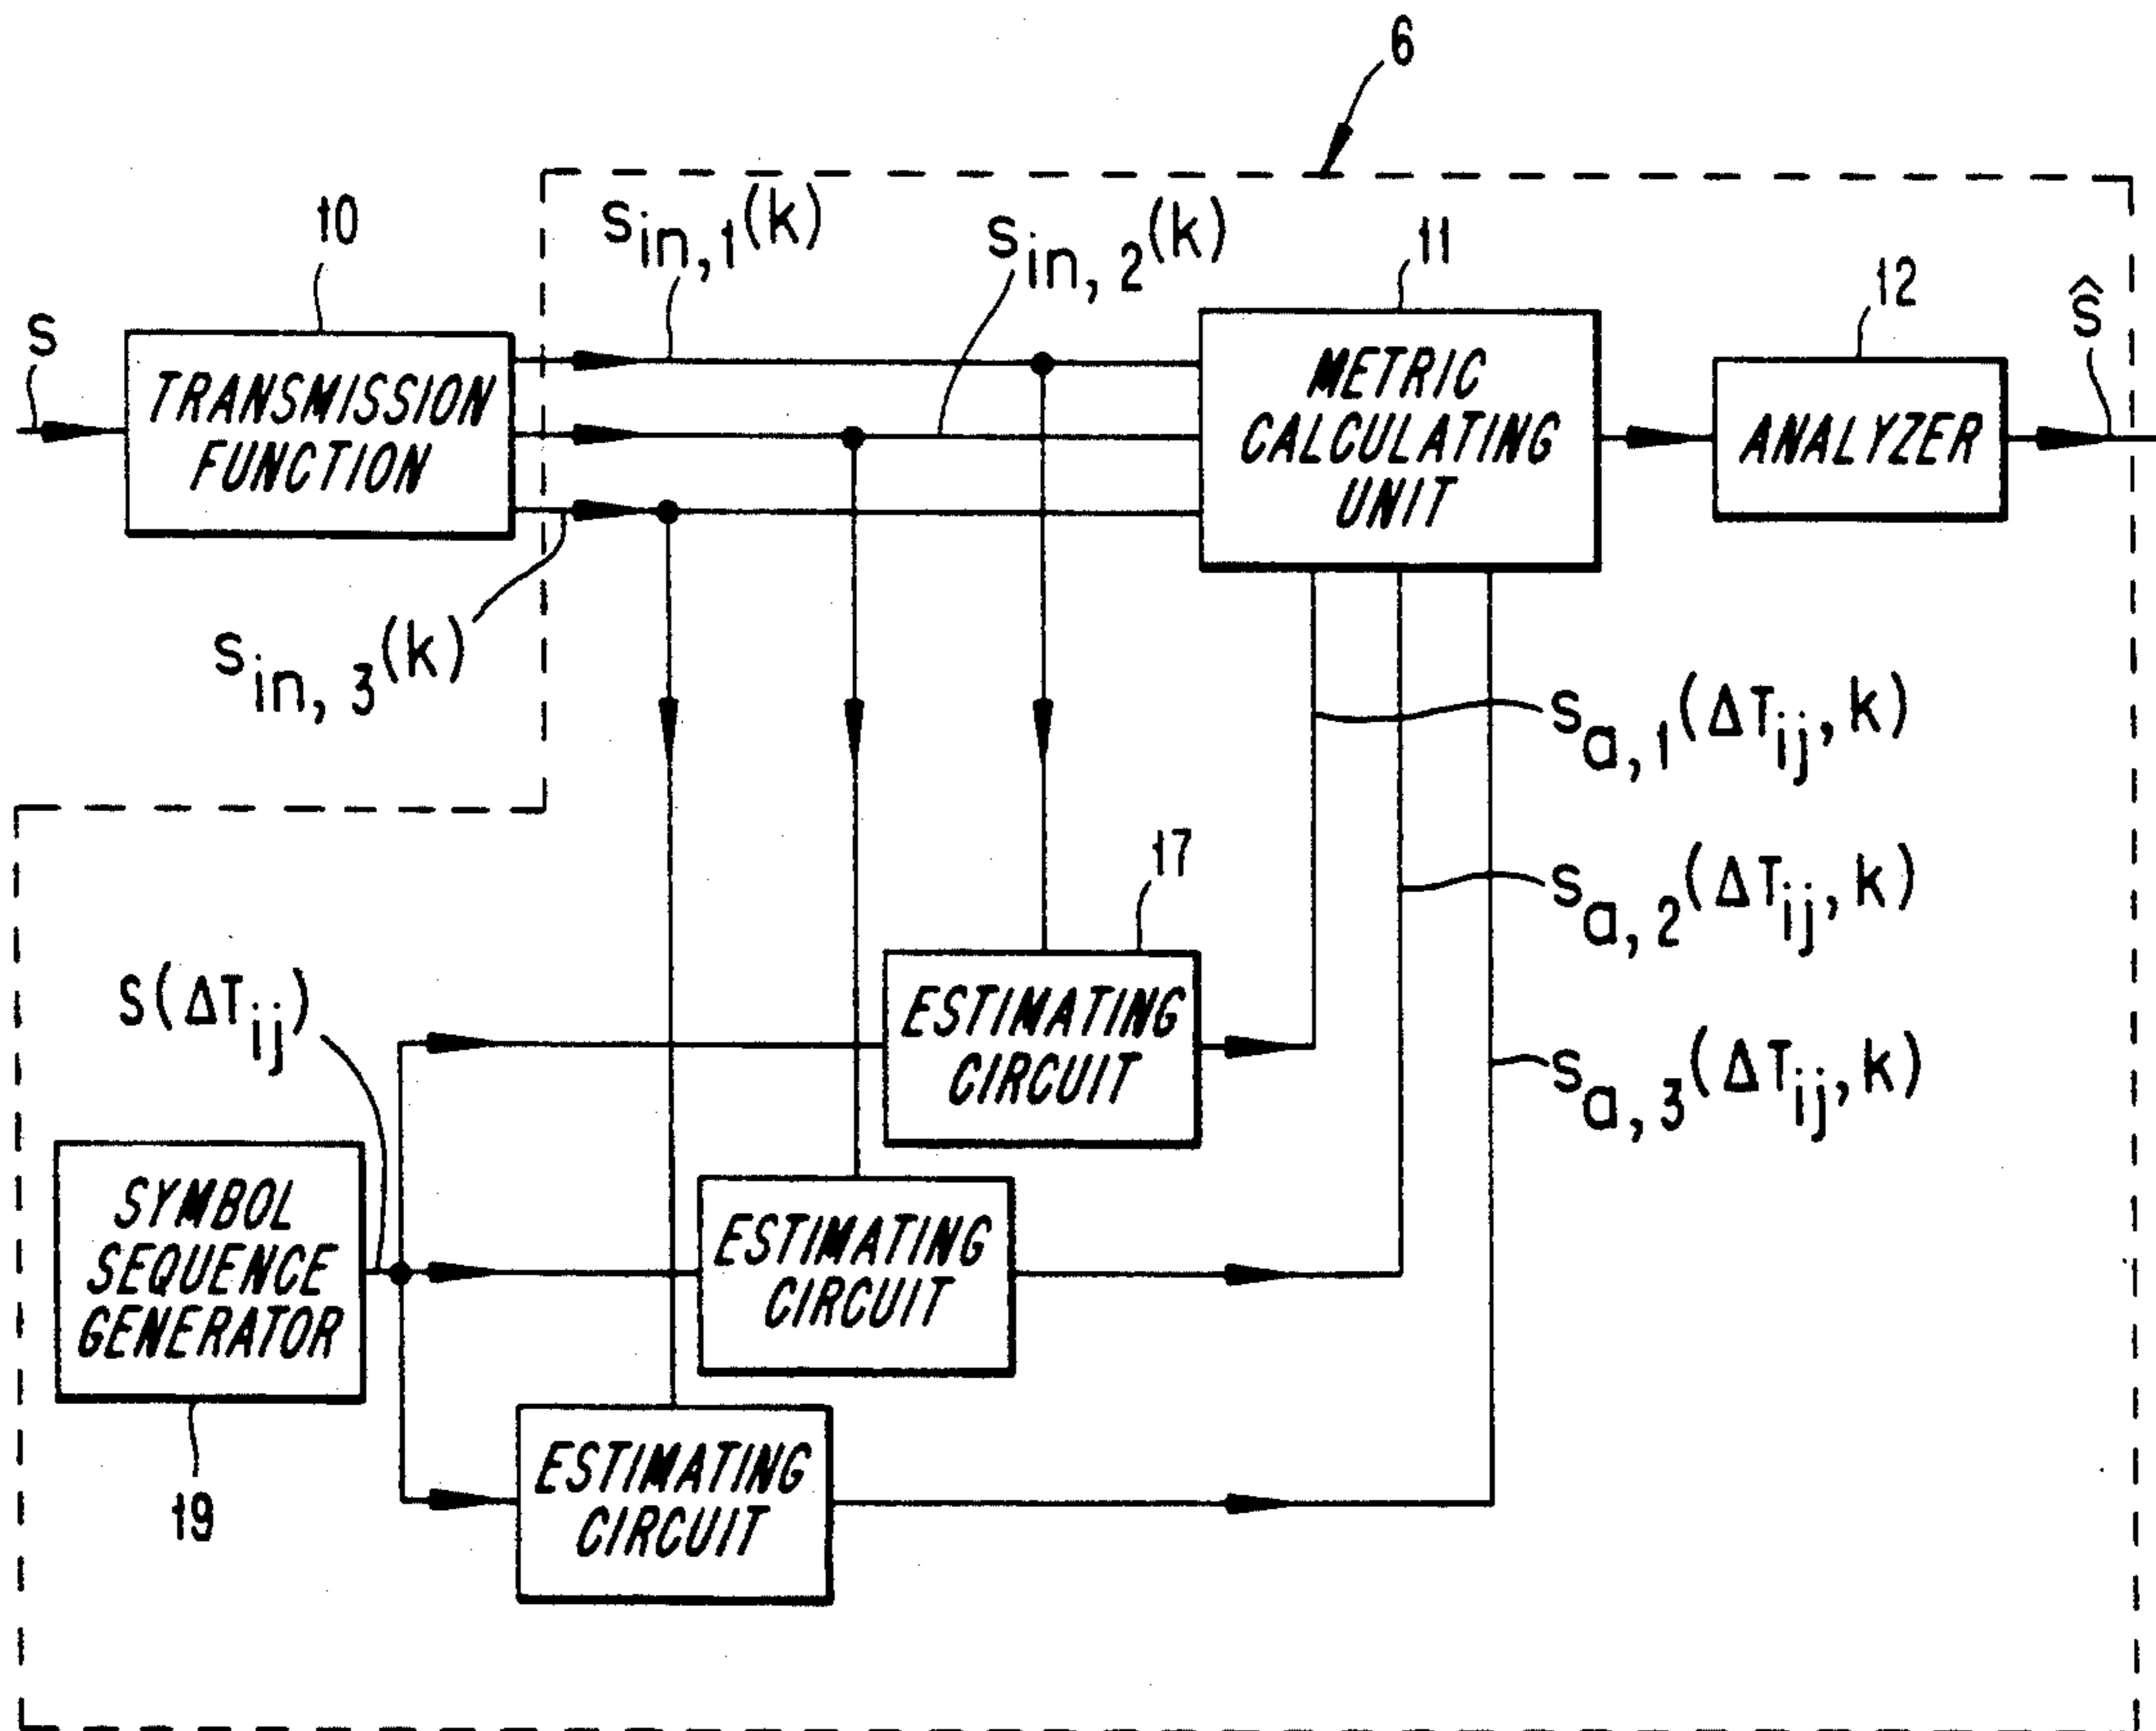 6
10
s_in,1(k)
s_in,2(k)
11
12
ŝ
S
TRANSMISSION
FUNCTION
METRIC
CALCULATING
UNIT
ANALYZER
s_in,3(k)
s_a,1(ΔT_ij,k)
17
s_a,2(ΔT_ij,k)
S(ΔT_ij)
ESTIMATING
CIRCUIT
s_a,3(ΔT_ij,k)
SYMBOL
SEQUENCE
GENERATOR
ESTIMATING
CIRCUIT
19
ESTIMATING
CIRCUIT